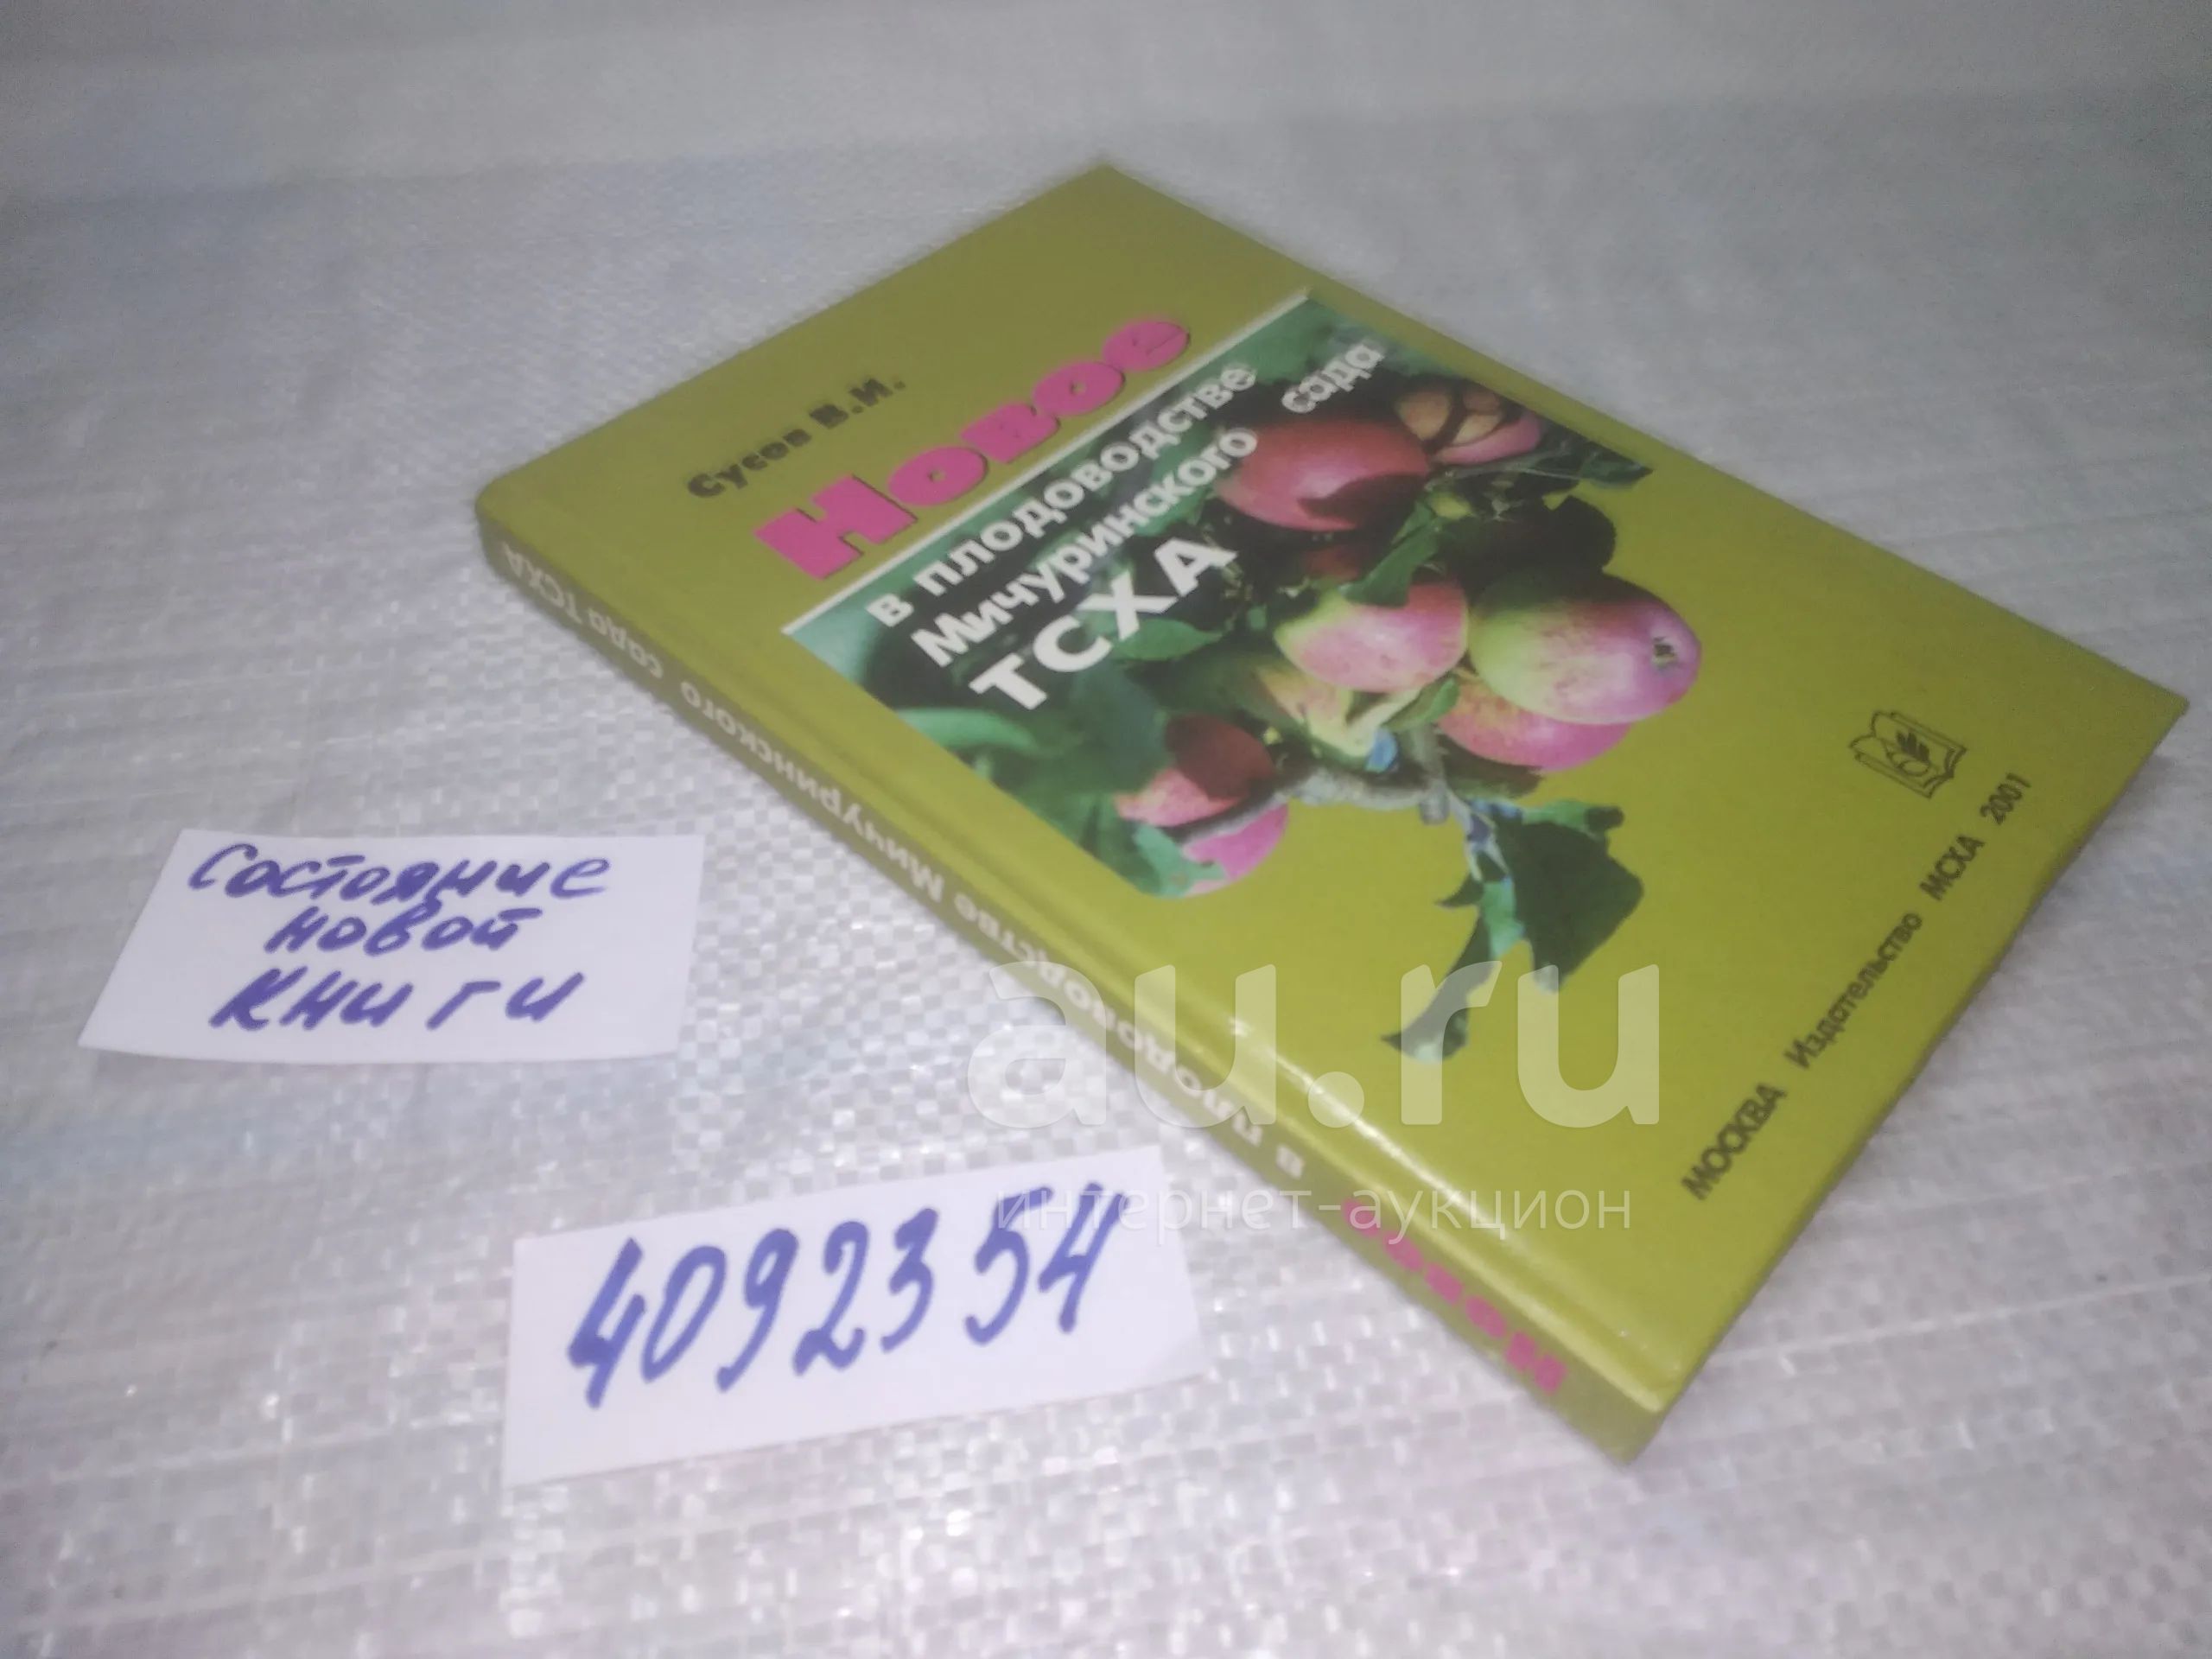 Сусов В.И.
Новое
в плодоводстве
Мичуринского сада
ТСХА
МОСКВА Издательство МСХА 2001
Новое в плодоводстве Мичуринского сада ТСХА
Состояние
новой
книги
4092354
au.ru
интернет-аукцион